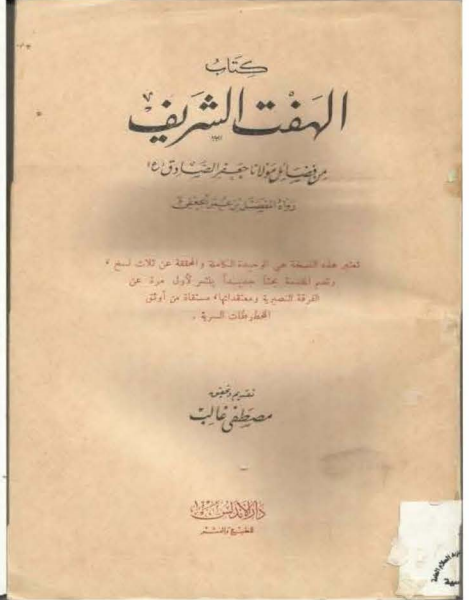 كتاب
الهفت الشريف
من فضائل مولانا جعفر الصادق (ع)
رواه المفضل بن عمر الجعفي
تعتبر هذه النسخة هي الوحيدة الكاملة والمحققة عن ثلاث نسخ ،
وتضم المقدمة بحثاً جديداً ينشر لأول مرة عن
الفرقة النصيرية ومعتقداتها مستقاة من أوثق
المخطوطات السرية .
تقديم وتحقيق
مصطفى غالب
دار الأندلس
للطبع والنشر